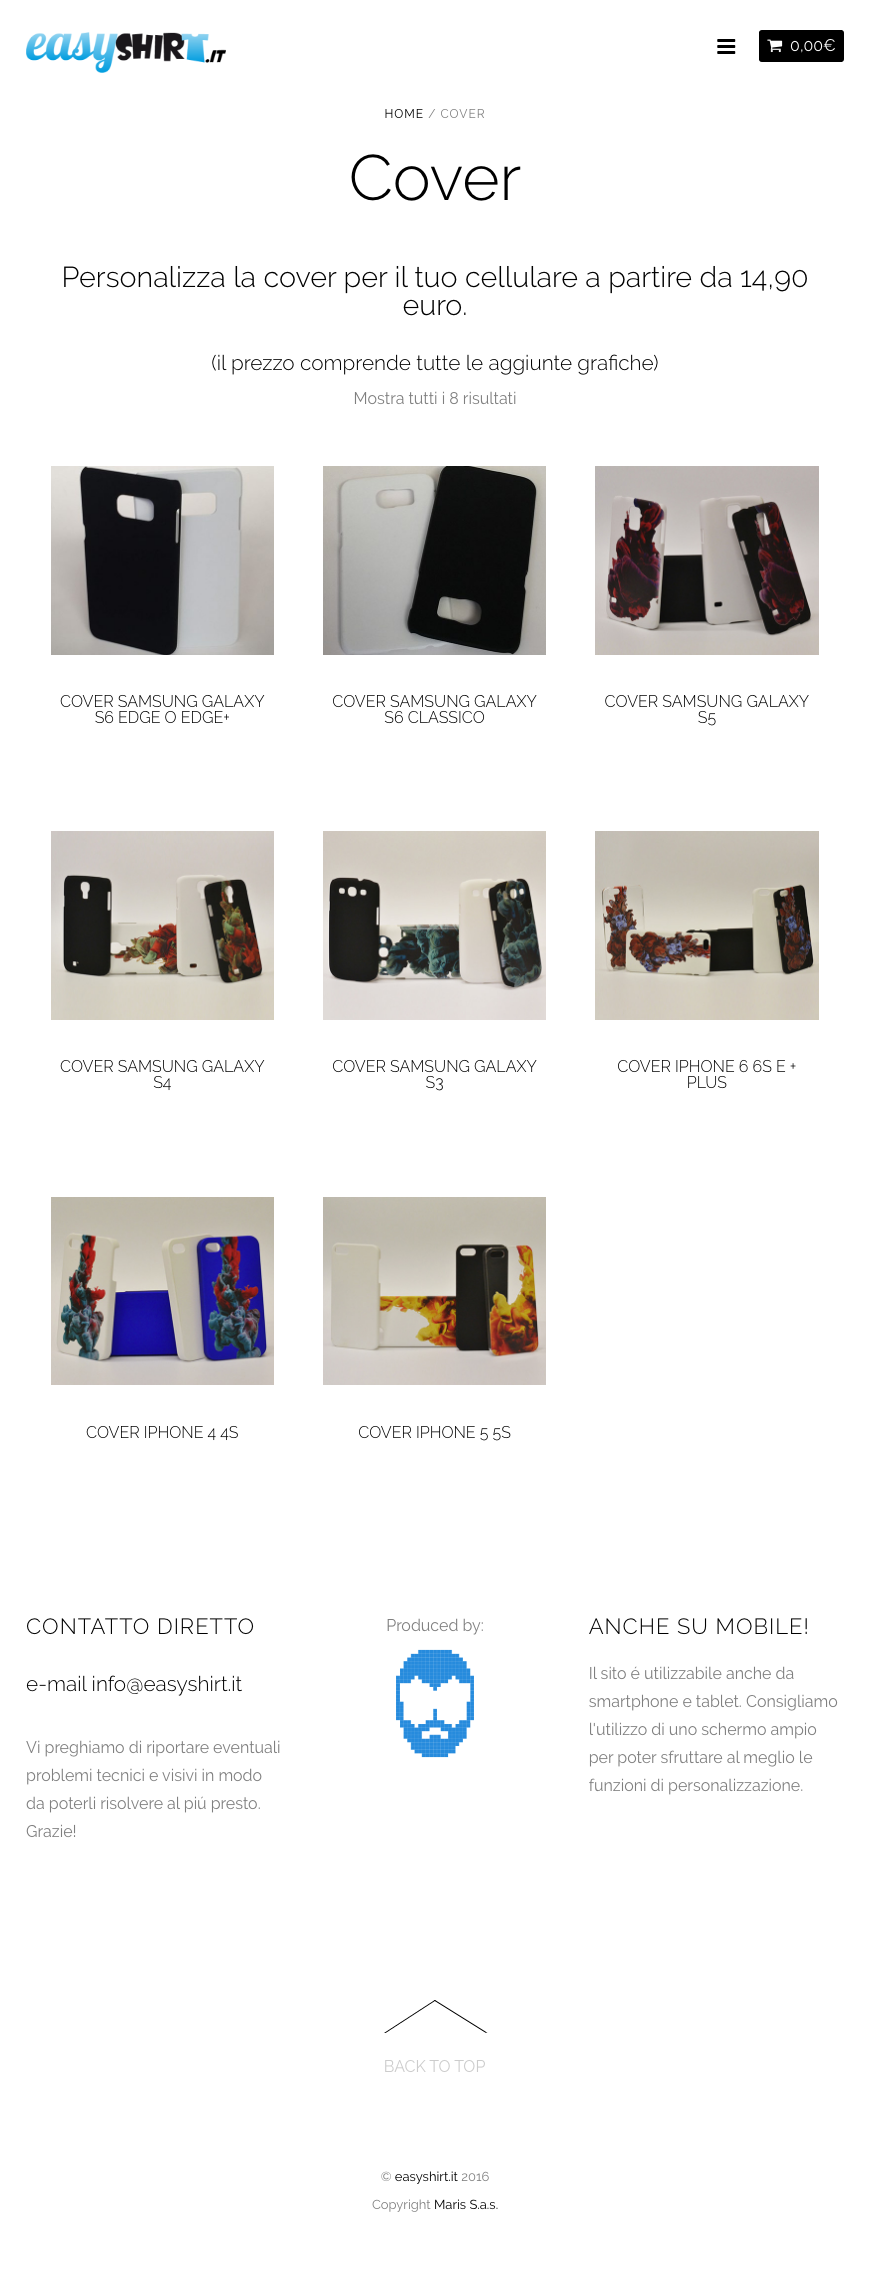 easySHIRT.IT
0,00€
HOME / COVER
Cover
Personalizza la cover per il tuo cellulare a partire da 14,90
euro.
(il prezzo comprende tutte le aggiunte grafiche)
Mostra tutti i 8 risultati
COVER SAMSUNG GALAXY
S6 EDGE O EDGE+
COVER SAMSUNG GALAXY
S6 CLASSICO
COVER SAMSUNG GALAXY
S5
COVER SAMSUNG GALAXY
S4
COVER SAMSUNG GALAXY
S3
COVER IPHONE 6 6S E +
PLUS
COVER IPHONE 4 4S
COVER IPHONE 5 5S
CONTATTO DIRETTO
e-mail info@easyshirt.it
Vi preghiamo di riportare eventuali
problemi tecnici e visivi in modo
da poterli risolvere al più presto.
Grazie!
Produced by:
ANCHE SU MOBILE!
Il sito è utilizzabile anche da
smartphone e tablet. Consigliamo
l'utilizzo di uno schermo ampio
per poter sfruttare al meglio le
funzioni di personalizzazione.
BACK TO TOP
© easyshirt.it 2016
Copyright Maris S.a.s.